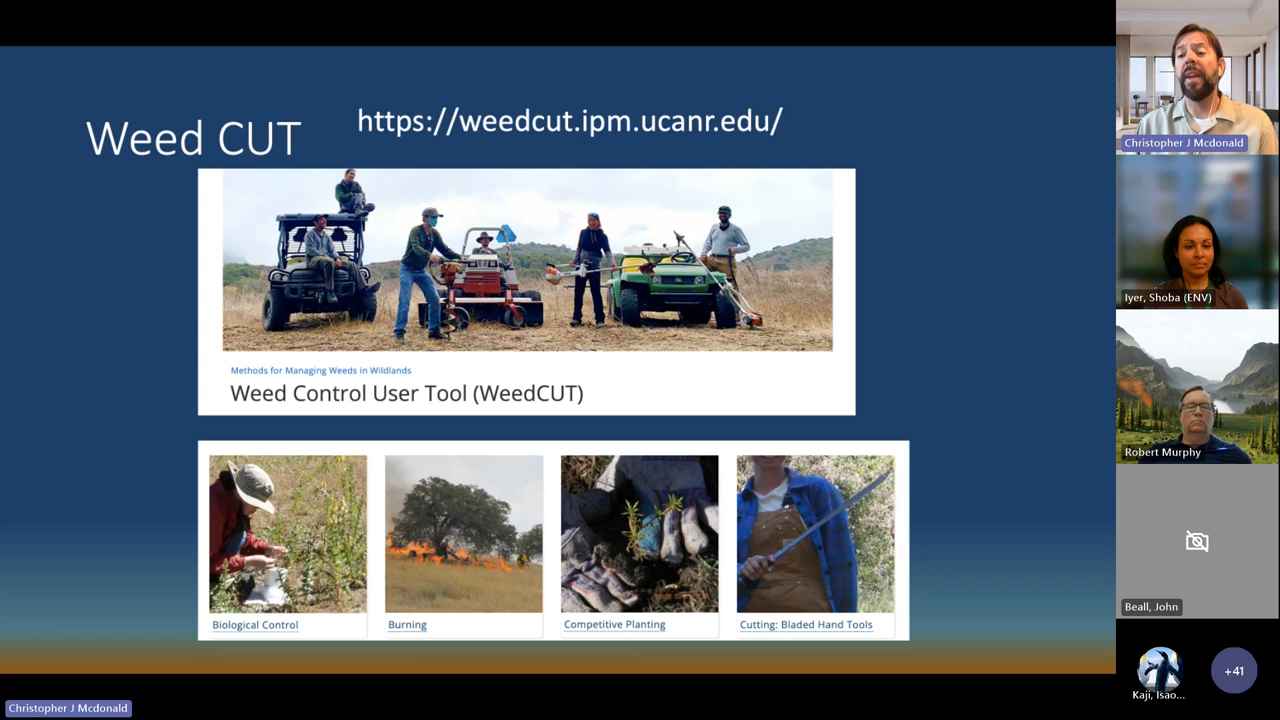 Weed CUT
https://weedcut.ipm.ucanr.edu/
Methods for Managing Weeds in Wildlands
Weed Control User Tool (WeedCUT)
Biological Control
Burning
Competitive Planting
Cutting: Bladed Hand Tools
Christopher J Mcdonald
Christopher J Mcdonald
Iyer, Shoba (ENV)
Robert Murphy
Beall, John
Kaji, Isao...
+41